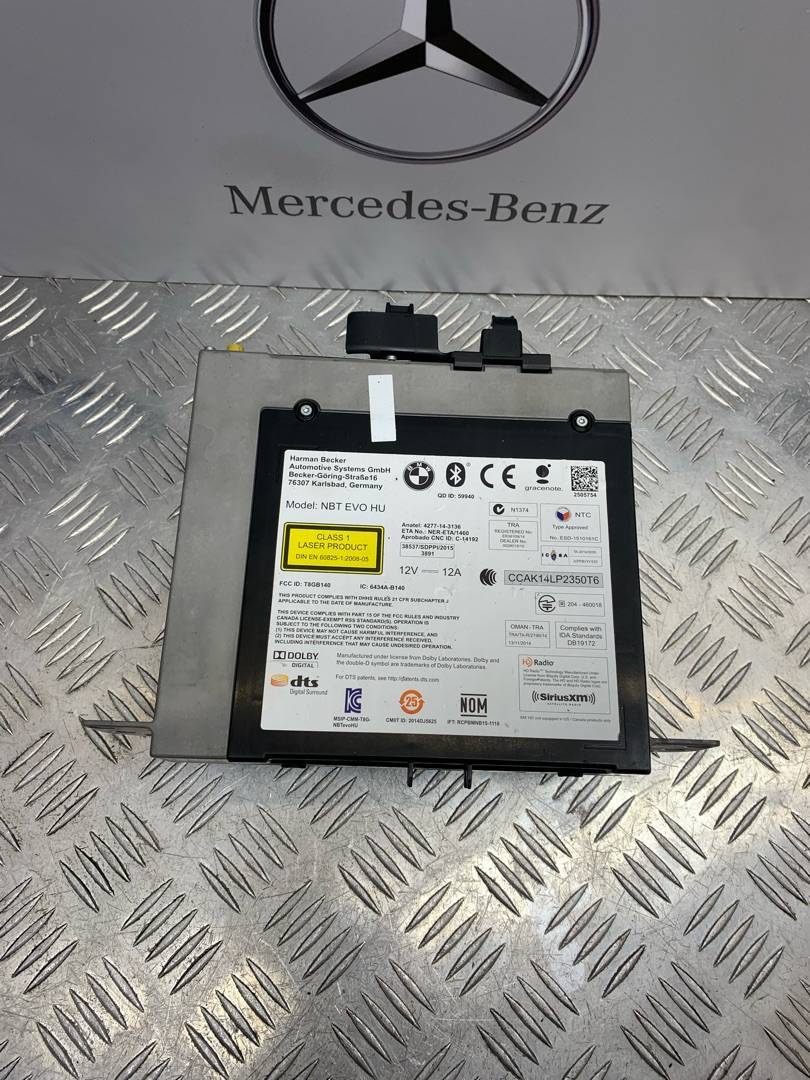 Mercedes-Benz
Harman Becker
Automotive Systems GmbH
Becker-Göring-Straße16
76307 Karlsbad, Germany
BMW
QD ID: 59940
gracenote.
2505754
Model: NBT EVO HU
CLASS 1
LASER PRODUCT
DIN EN 60825-1:2008-05
Anatel: 4277-14-3136
ETA No.: NER-ETA/1460
Aprobado CNC ID: C-14192
38537/SDPPI/2015
3891
12V 12A
N1374
TRA
REGISTERED No:
DEALER No:
NTC
Type Approved
No. ESD-1510161C
ICASA
CCAK14LP2350T6
204 - 460018
FCC ID: T8GB140
IC: 6434A-B140
THIS PRODUCT COMPLIES WITH DHHS RULES 21 CFR SUBCHAPTER J
APPLICABLE TO THE DATE OF MANUFACTURE.
THIS DEVICE COMPLIES WITH PART 15 OF THE FCC RULES AND INDUSTRY
CANADA LICENSE-EXEMPT RSS STANDARD(S). OPERATION IS
SUBJECT TO THE FOLLOWING TWO CONDITIONS:
(1) THIS DEVICE MAY NOT CAUSE HARMFUL INTERFERENCE, AND
(2) THIS DEVICE MUST ACCEPT ANY INTERFERENCE RECEIVED,
INCLUDING INTERFERENCE THAT MAY CAUSE UNDESIRED OPERATION.
OMAN - TRA
13/11/2014
Complies with
IDA Standards
DB19172
DOLBY
DIGITAL
Manufactured under license from Dolby Laboratories. Dolby and
the double-D symbol are trademarks of Dolby Laboratories.
dts
Digital Surround
For DTS patents, see http://patents.dts.com
HD Radio
SiriusXM
SATELLITE RADIO
25
NOM
MSIP-CMM-T8G-
NBTevoHU
CMIIT ID: 2014DJ5625
IFT: RCPBMNB15-1118